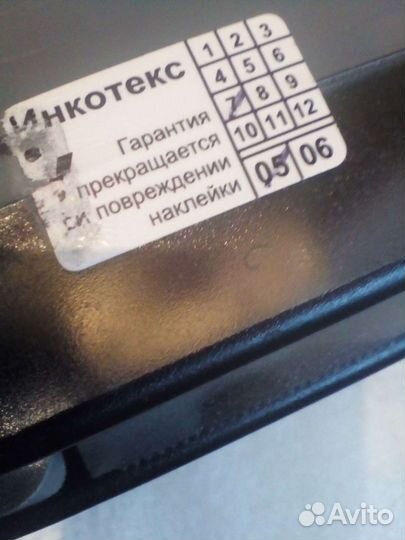 Инкотекс
Гарантия
прекращается
повреждении
наклейки
1 2 3
4 5 6
7 8 9
10 11 12
05 06
Avito